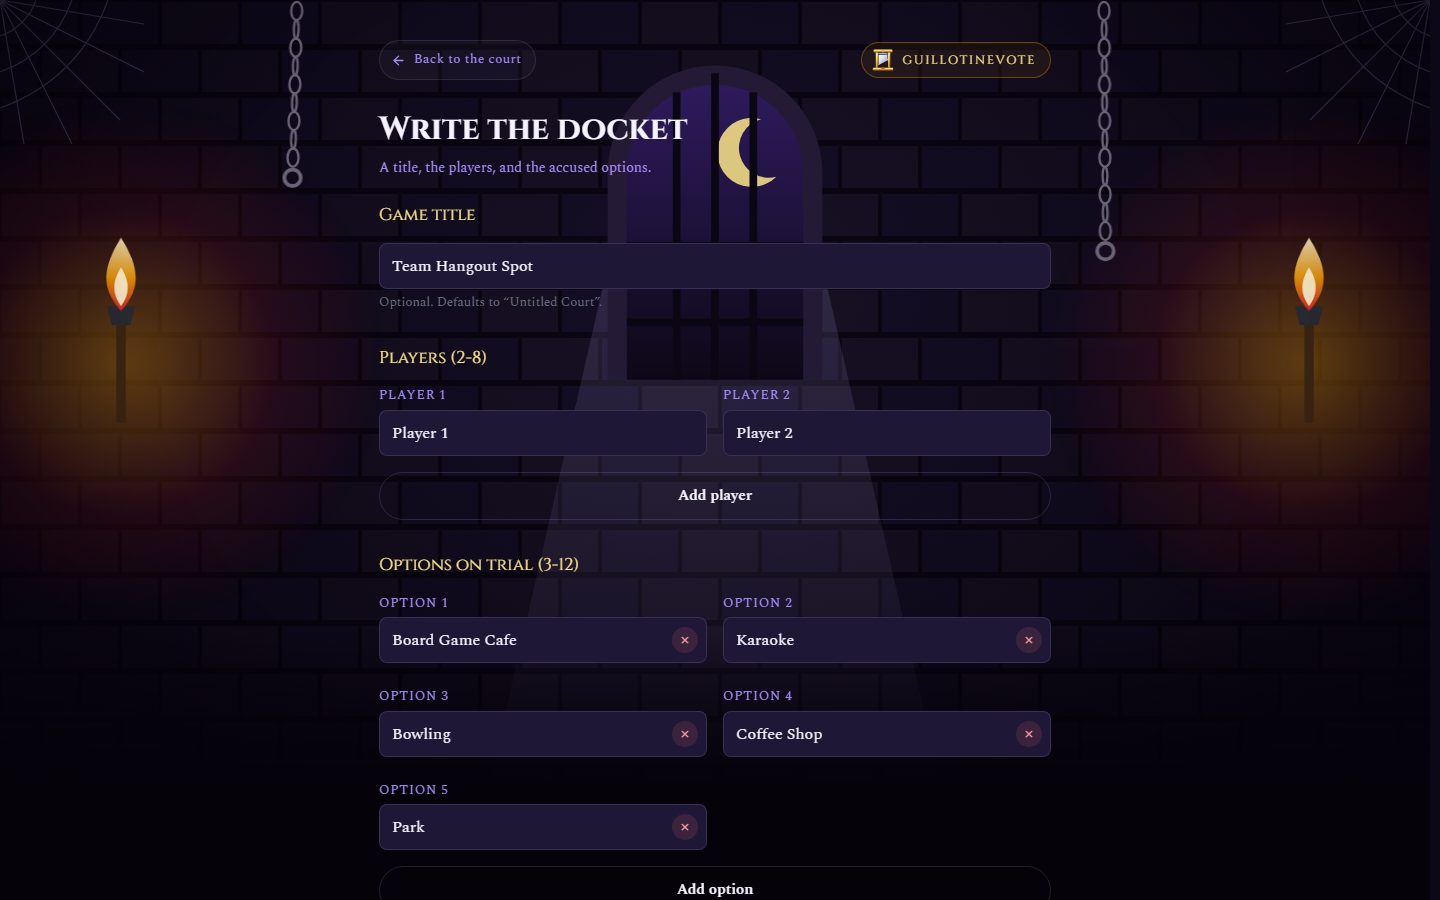 Back to the court
GUILLOTINEVOTE
Write the docket
A title, the players, and the accused options.
Game title
Team Hangout Spot
Optional. Defaults to “Untitled Court”.
Players (2-8)
PLAYER 1
PLAYER 2
Player 1
Player 2
Add player
Options on trial (3-12)
OPTION 1
OPTION 2
Board Game Cafe
Karaoke
OPTION 3
OPTION 4
Bowling
Coffee Shop
OPTION 5
Park
Add option